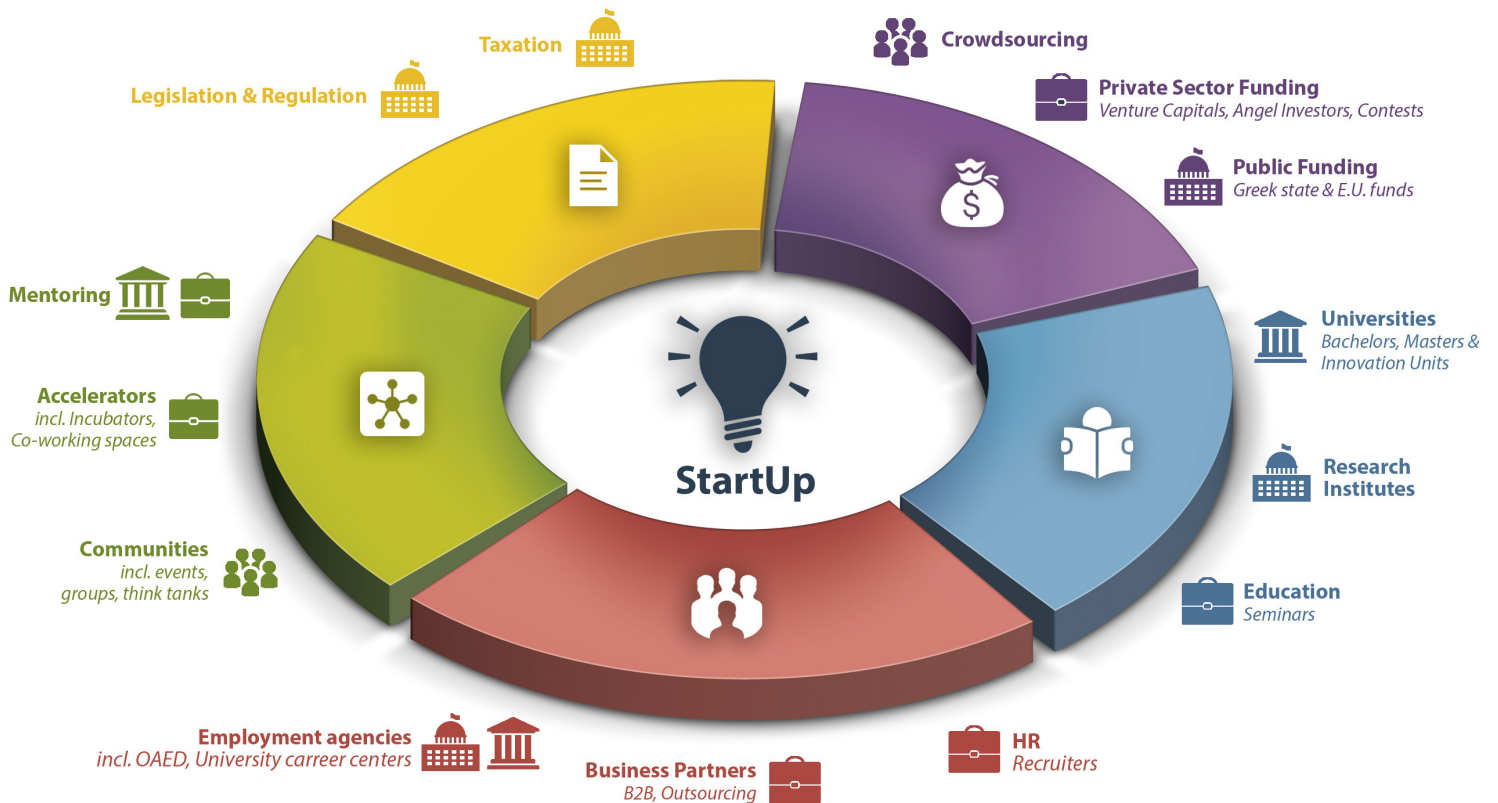 Taxation
Legislation & Regulation
Crowdsourcing
Private Sector Funding
Venture Capitals, Angel Investors, Contests
Public Funding
Greek state & E.U. funds
$
Mentoring
Accelerators
incl. Incubators,
Co-working spaces
Communities
incl. events,
groups, think tanks
StartUp
Universities
Bachelors, Masters &
Innovation Units
Research
Institutes
Education
Seminars
Employment agencies
incl. OAED, University carreer centers
Business Partners
B2B, Outsourcing
HR
Recruiters